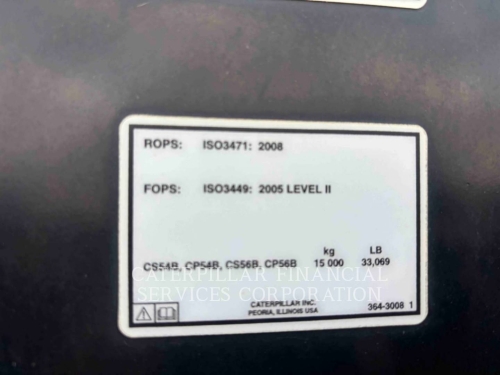 ROPS: ISO3471: 2008
FOPS: ISO3449: 2005 LEVEL II
kg LB
CS54B, CP54B, CS56B, CP56B 15 000 33,069
CATERPILLAR FINANCIAL
SERVICES CORPORATION
CATERPILLAR INC.
PEORIA, ILLINOIS USA
364-3008 1